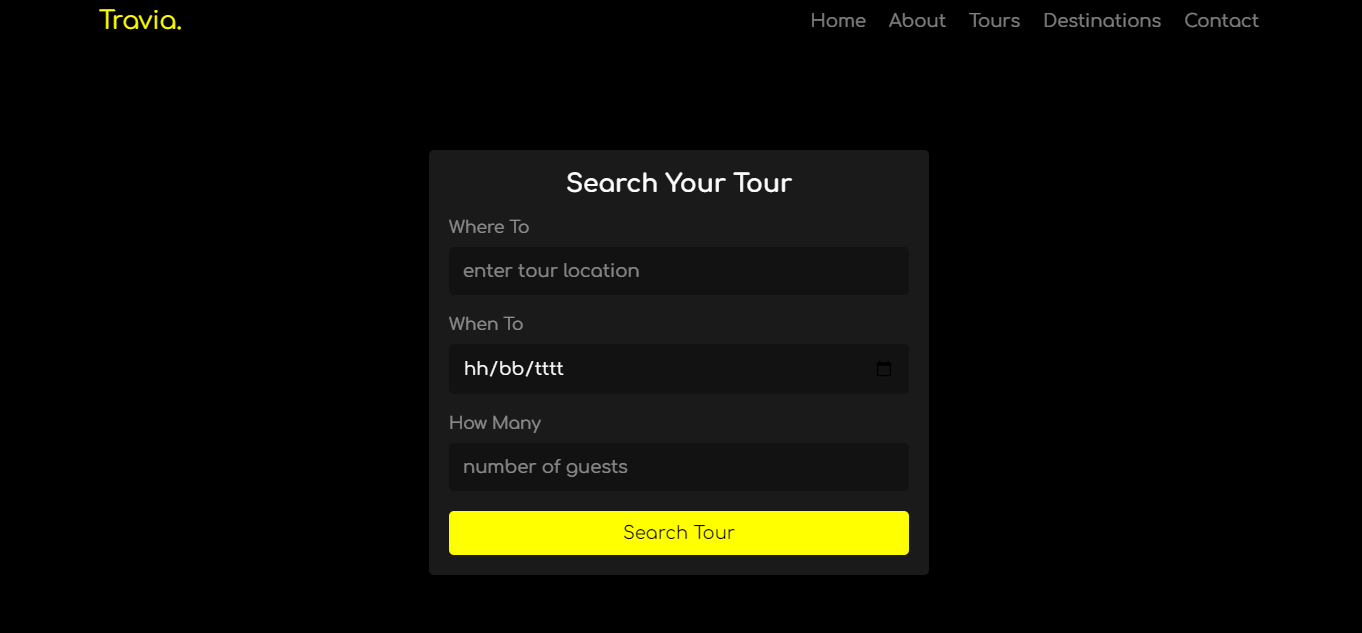 Travia. Home About Tours Destinations Contact
Search Your Tour
Where To
enter tour location
When To
hh/bb/tttt
How Many
number of guests
Search Tour